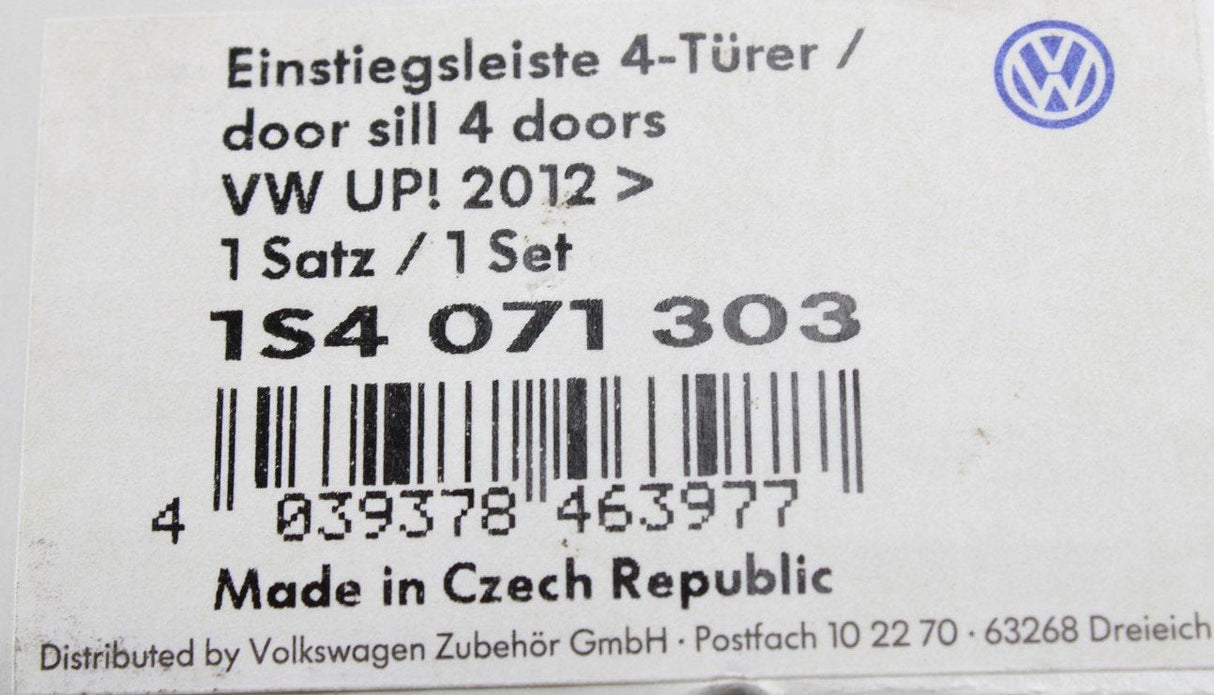 Einstiegsleiste 4-Türer /
door sill 4 doors
VW UP! 2012 >
1 Satz / 1 Set
1S4 071 303
4 039378 463977
Made in Czech Republic
Distributed by Volkswagen Zubehör GmbH · Postfach 10 22 70 · 63268 Dreieich